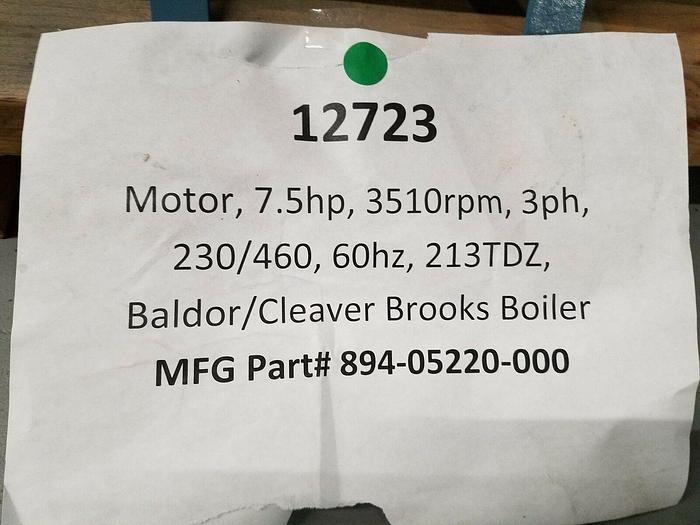 12723
Motor, 7.5hp, 3510rpm, 3ph,
230/460, 60hz, 213TDZ,
Baldor/Cleaver Brooks Boiler
MFG Part# 894-05220-000